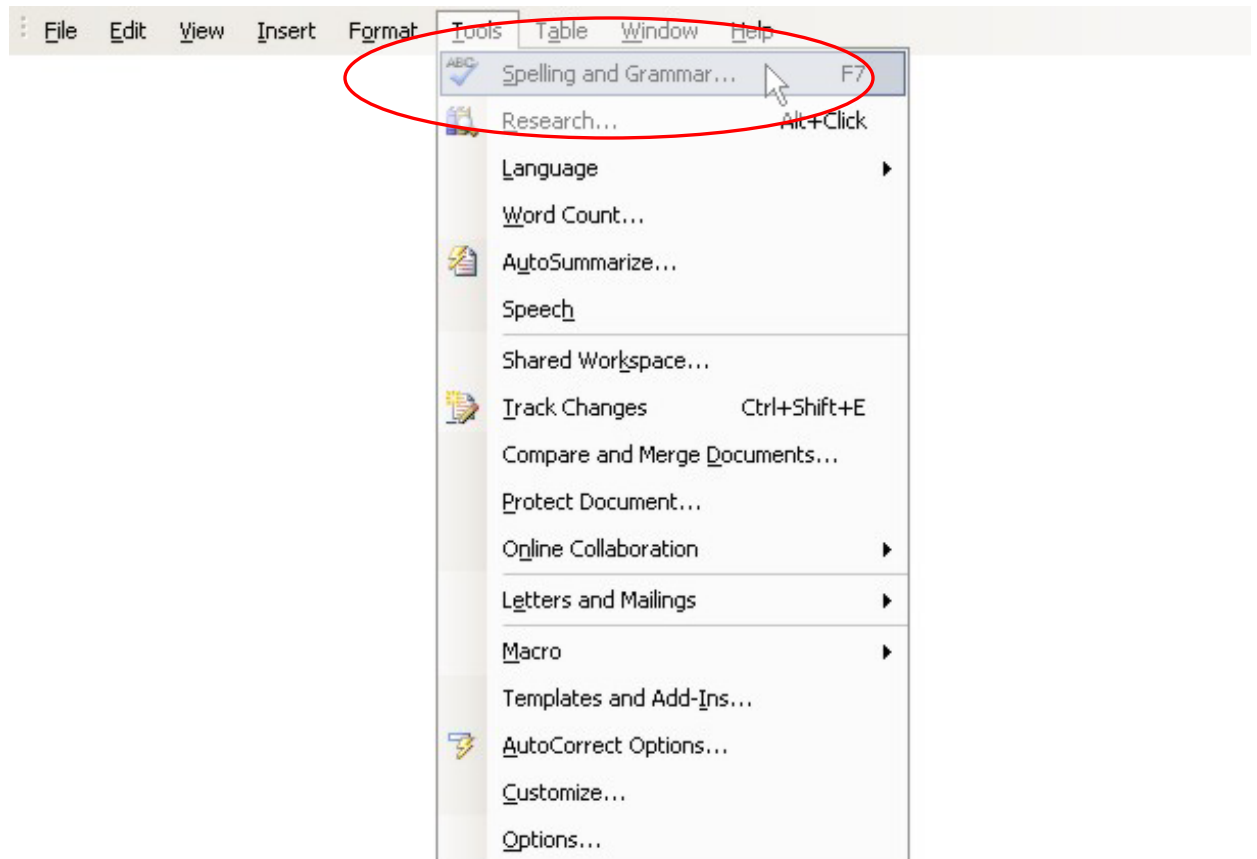 File Edit View Insert Format Tools Table Window Help
ABC Spelling and Grammar... F7
Research... Alt+Click
Language
Word Count...
AutoSummarize...
Speech
Shared Workspace...
Track Changes Ctrl+Shift+E
Compare and Merge Documents...
Protect Document...
Online Collaboration
Letters and Mailings
Macro
Templates and Add-Ins...
AutoCorrect Options...
Customize...
Options...